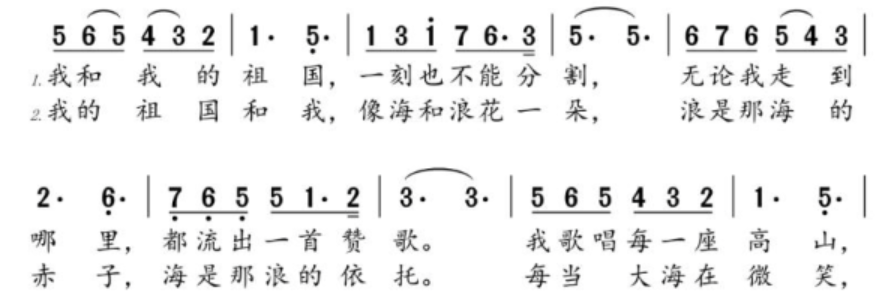 5 6 5 4 3 2 | 1· 5· | 1 3 1 7 6· 3 | 5· 5· | 6 7 6 5 4 3 |
1.我和 我 的 祖 国，一刻也不能分 割， 无论我走 到
2.我的 祖 国 和 我，像海和浪花一 朵， 浪是那海 的
2· 6· | 7 6 5 5 1· 2 | 3· 3· | 5 6 5 4 3 2 | 1· 5· |
哪 里，都流出一首赞 歌。 我歌唱每一座 高 山，
赤 子，海是那浪的依 托。 每当 大海在 微 笑，